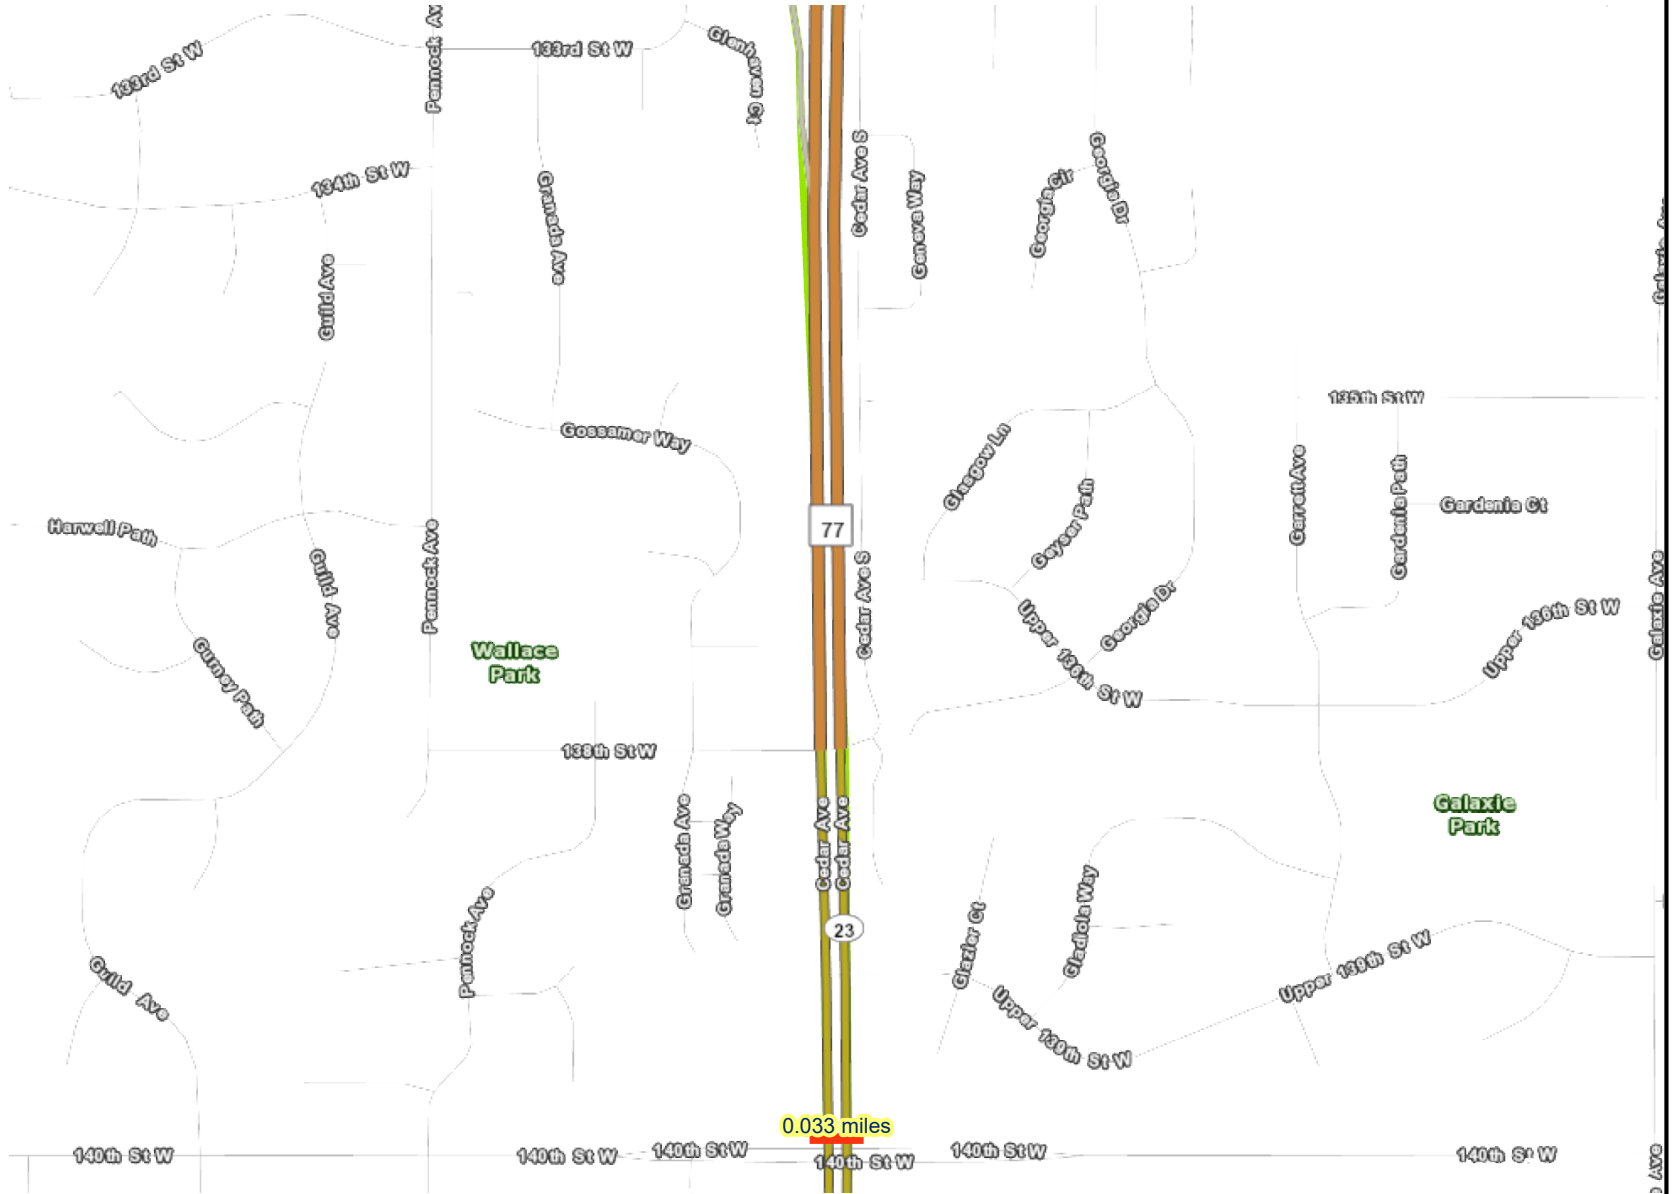 133rd St W
Pennock Av
133rd St W
Glenhaven Ct
134th St W
Granada Ave
Cedar Ave S
Geneva Way
Georgia Cir
Georgia Dr
Guild Ave
135th St W
Gossamer Way
Glasgow Ln
Geyser Path
Garrett Ave
Gardenia Path
Gardenia Ct
Harwell Path
Guild Ave
Pennock Ave
77
Cedar Ave S
Galaxie Ave
Upper 136th St W
Georgia Dr
Upper 136th St W
Gurney Path
Wallace
Park
138th St W
Granada Ave
Granada Way
Cedar Ave
Cedar Ave
Galaxie
Park
23
Pennock Ave
Glazier Ct
Gladiola Way
Guild Ave
Upper 139th St W
Upper 139th St W
0.033 miles
140th St W
140th St W
140th St W
140th St W
140th St W
140th St W
Ave